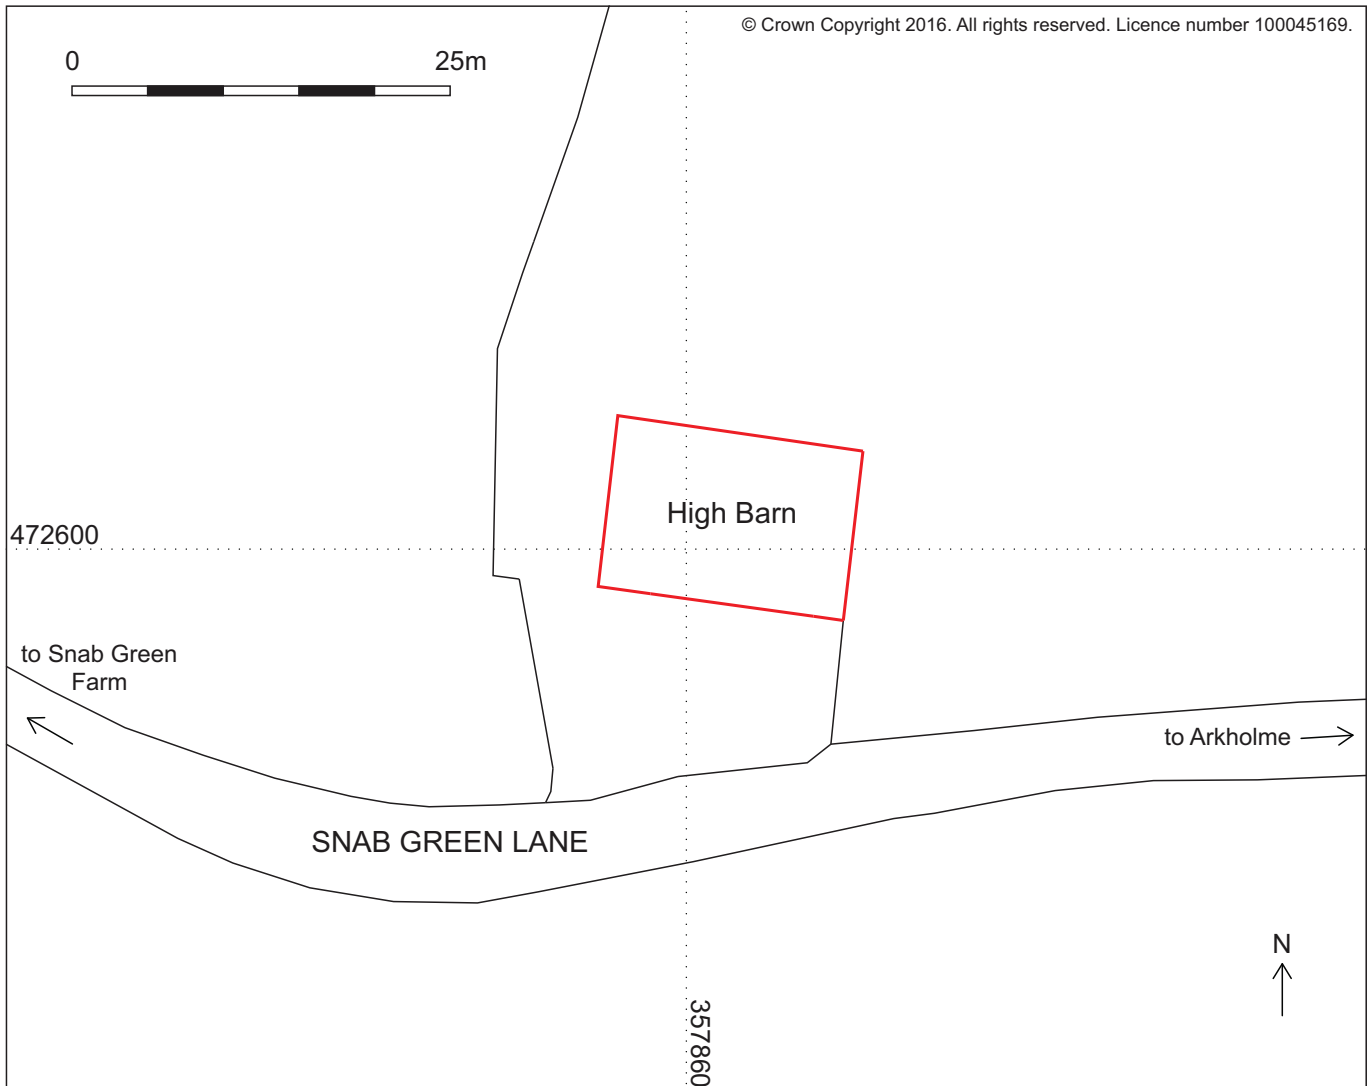 © Crown Copyright 2016. All rights reserved. Licence number 100045169.
0 25m
High Barn
472600
to Snab Green
Farm
to Arkholme
SNAB GREEN LANE
N
357860